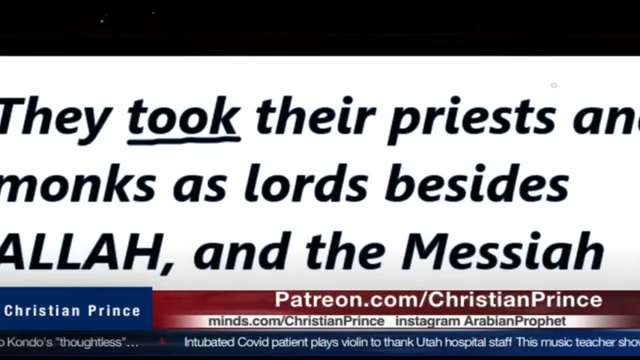 They took their priests an
monks as lords besides
ALLAH, and the Messiah
Patreon.com/ChristianPrince
Christian Prince
minds.com/ChristianPrince instagram ArabianProphet
o Kondo's "thoughtless"... Intubated Covid patient plays violin to thank Utah hospital staff This music teacher sho